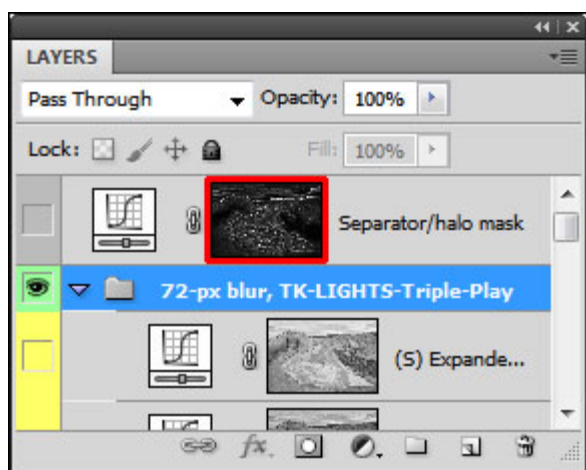 LAYERS
Pass Through Opacity: 100%
Lock: Fill: 100%
Separator/halo mask
72-px blur, TK-LIGHTS-Triple-Play
(S) Expande...
fx.